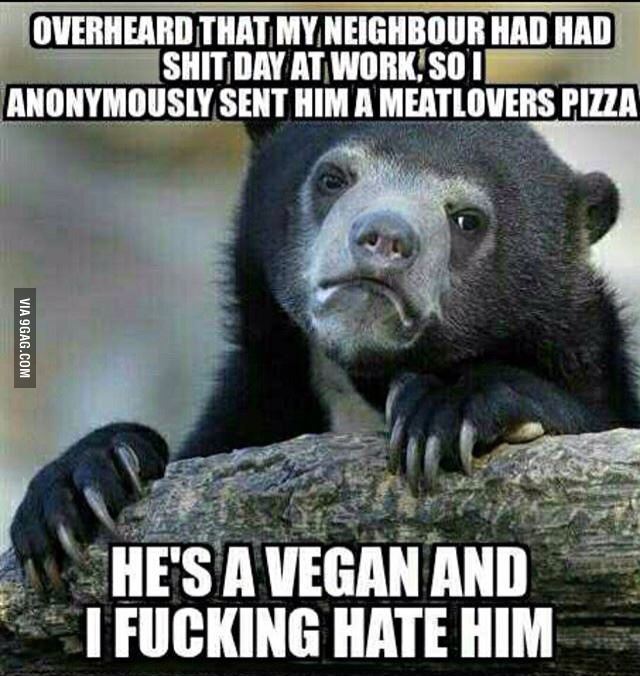 OVERHEARD THAT MY NEIGHBOUR HAD HAD
SHIT DAY AT WORK, SO I
ANONYMOUSLY SENT HIM A MEATLOVERS PIZZA
VIA 9GAG.COM
HE'S A VEGAN AND
I FUCKING HATE HIM